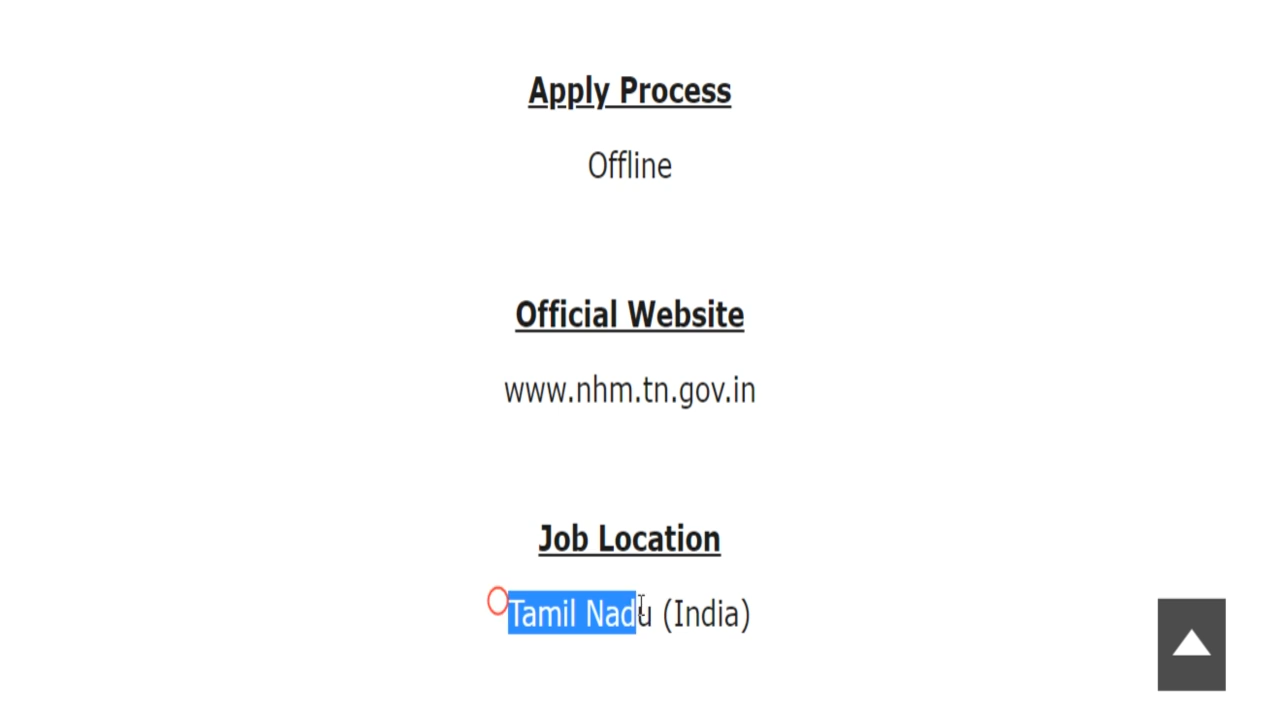 Apply Process
Offline
Official Website
www.nhm.tn.gov.in
Job Location
Tamil Nadu (India)